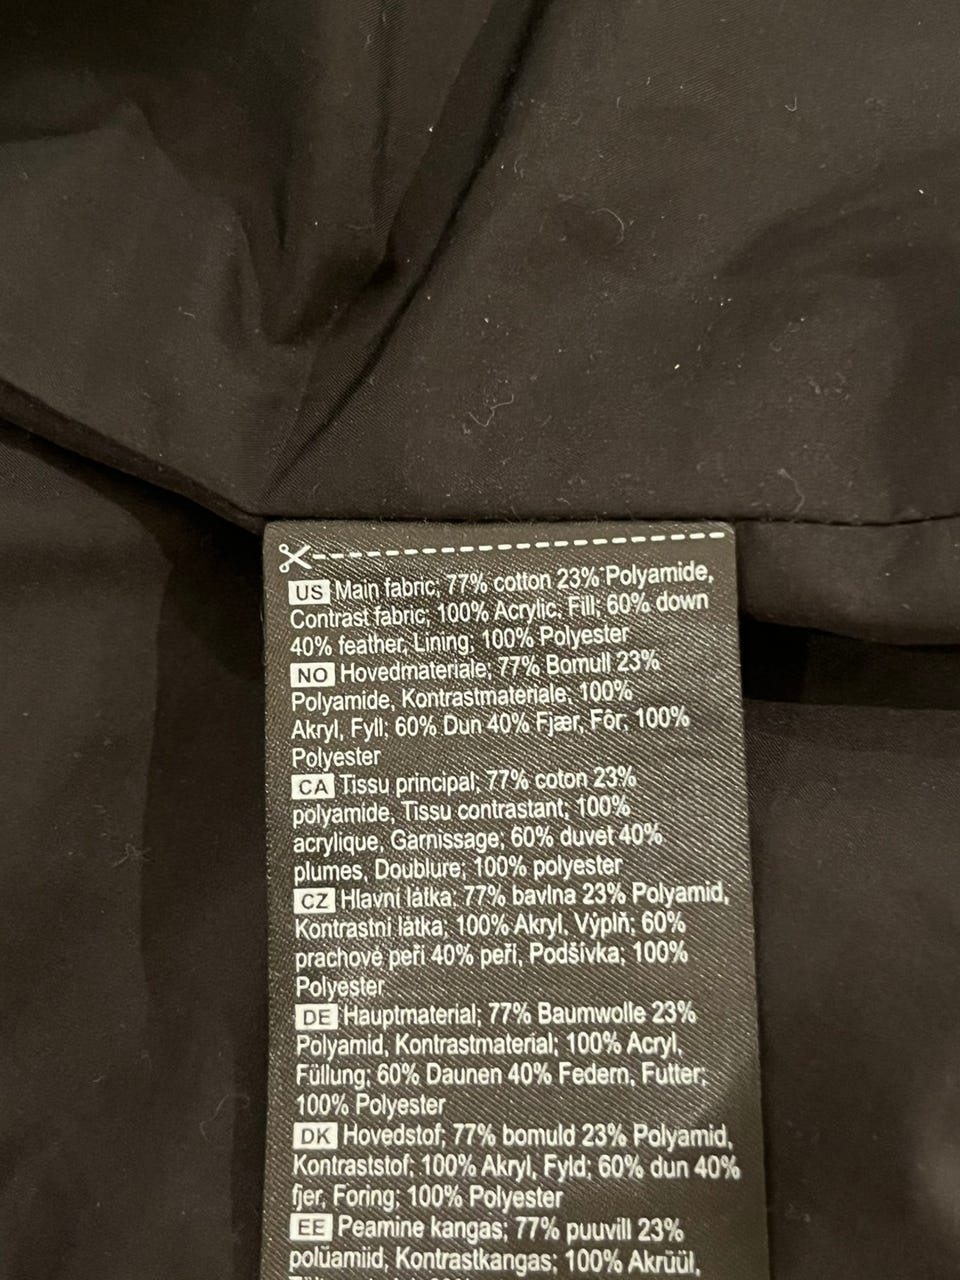 US Main fabric; 77% cotton 23% Polyamide,
Contrast fabric; 100% Acrylic, Fill; 60% down
40% feather, Lining; 100% Polyester
NO Hovedmateriale; 77% Bomull 23%
Polyamide, Kontrastmateriale; 100%
Akryl, Fyll; 60% Dun 40% Fjær, Fôr; 100%
Polyester
CA Tissu principal; 77% coton 23%
polyamide, Tissu contrastant; 100%
acrylique, Garnissage; 60% duvet 40%
plumes, Doublure; 100% polyester
CZ Hlavní látka; 77% bavlna 23% Polyamid,
Kontrastní látka; 100% Akryl, Výplň; 60%
prachové peří 40% peří, Podšívka; 100%
Polyester
DE Hauptmaterial; 77% Baumwolle 23%
Polyamid, Kontrastmaterial; 100% Acryl,
Füllung; 60% Daunen 40% Federn, Futter;
100% Polyester
DK Hovedstof; 77% bomuld 23% Polyamid,
Kontraststof; 100% Akryl, Fyld; 60% dun 40%
fjer, Foring; 100% Polyester
EE Peamine kangas; 77% puuvill 23%
polüamiid, Kontrastkangas; 100% Akrüül,